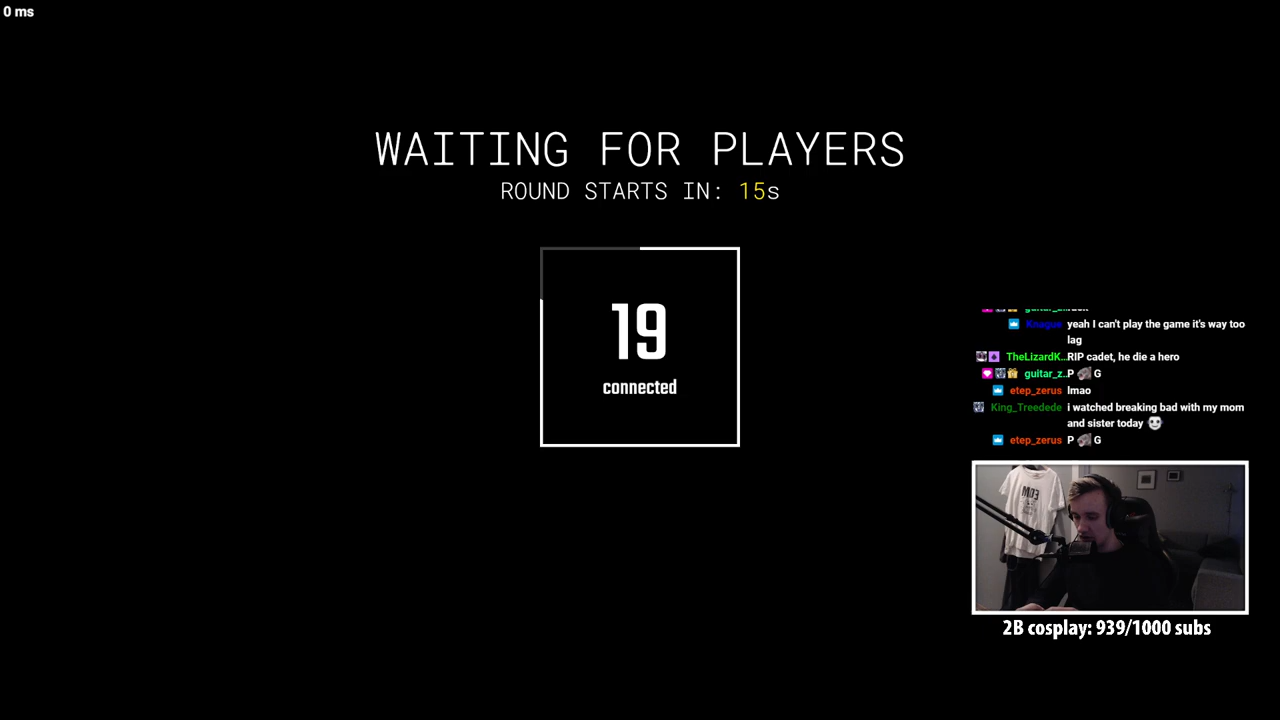 0 ms
WAITING FOR PLAYERS
ROUND STARTS IN: 15s
19
connected
Knague yeah I can't play the game it's way too
lag
TheLizardK... RIP cadet, he die a hero
guitar_z... P G
etep_zerus lmao
King_Treedede i watched breaking bad with my mom
and sister today
etep_zerus P G
2B cosplay: 939/1000 subs